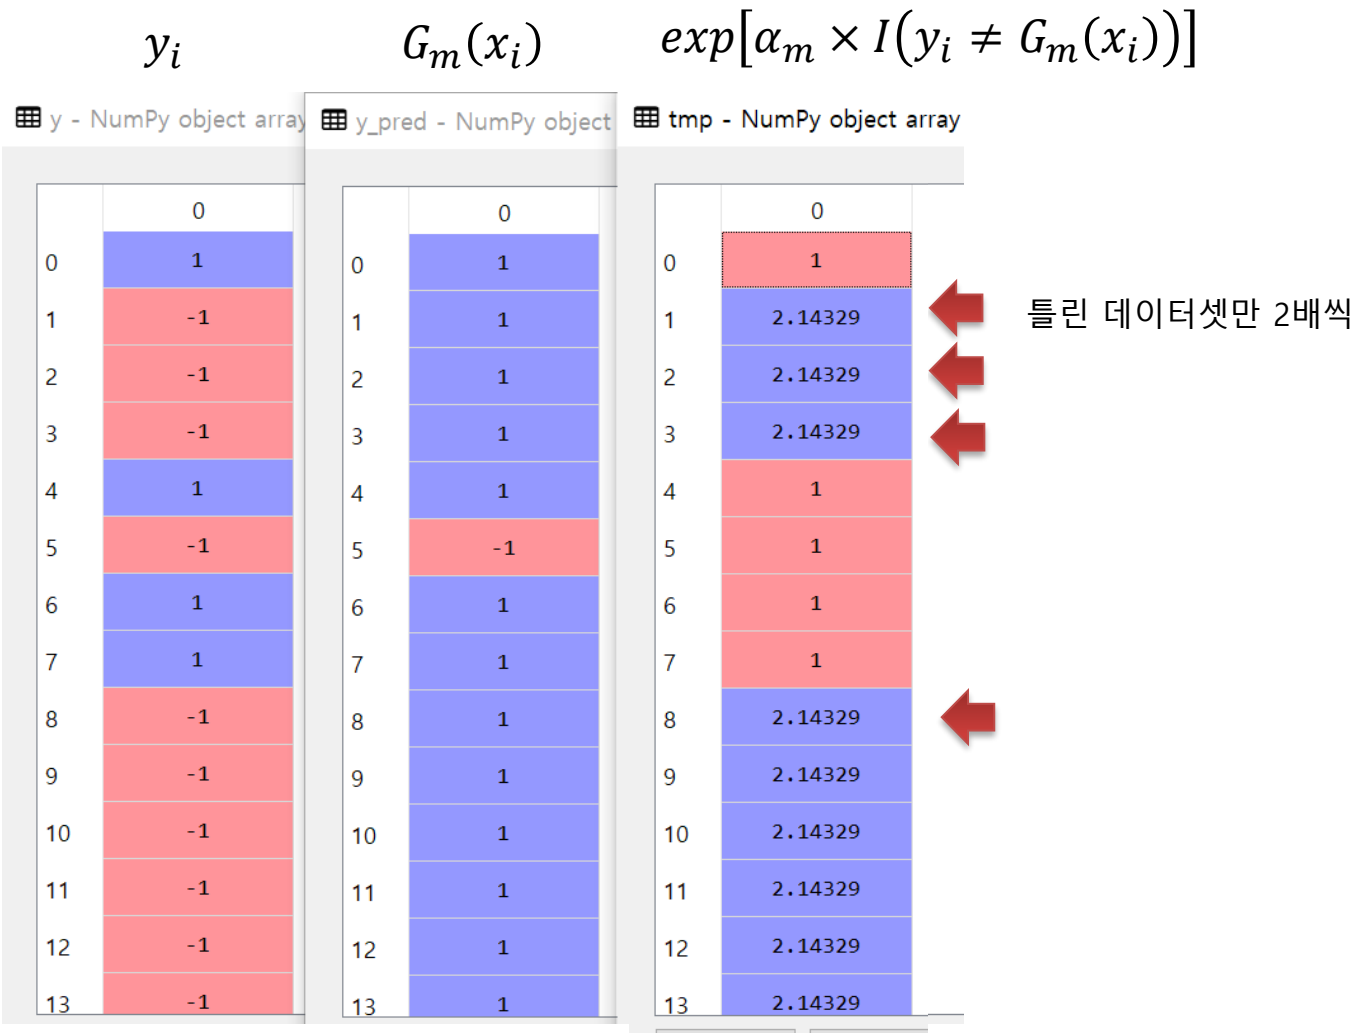 yᵢ Gₘ(xᵢ) exp[αₘ × I(yᵢ ≠ Gₘ(xᵢ))]
y - NumPy object array y_pred - NumPy object tmp - NumPy object array
0 0 0
0 1 0 1 0 1
1 -1 1 1 1 2.14329 틀린 데이터셋만 2배씩
2 -1 2 1 2 2.14329
3 -1 3 1 3 2.14329
4 1 4 1 4 1
5 -1 5 -1 5 1
6 1 6 1 6 1
7 1 7 1 7 1
8 -1 8 1 8 2.14329
9 -1 9 1 9 2.14329
10 -1 10 1 10 2.14329
11 -1 11 1 11 2.14329
12 -1 12 1 12 2.14329
13 -1 13 1 13 2.14329